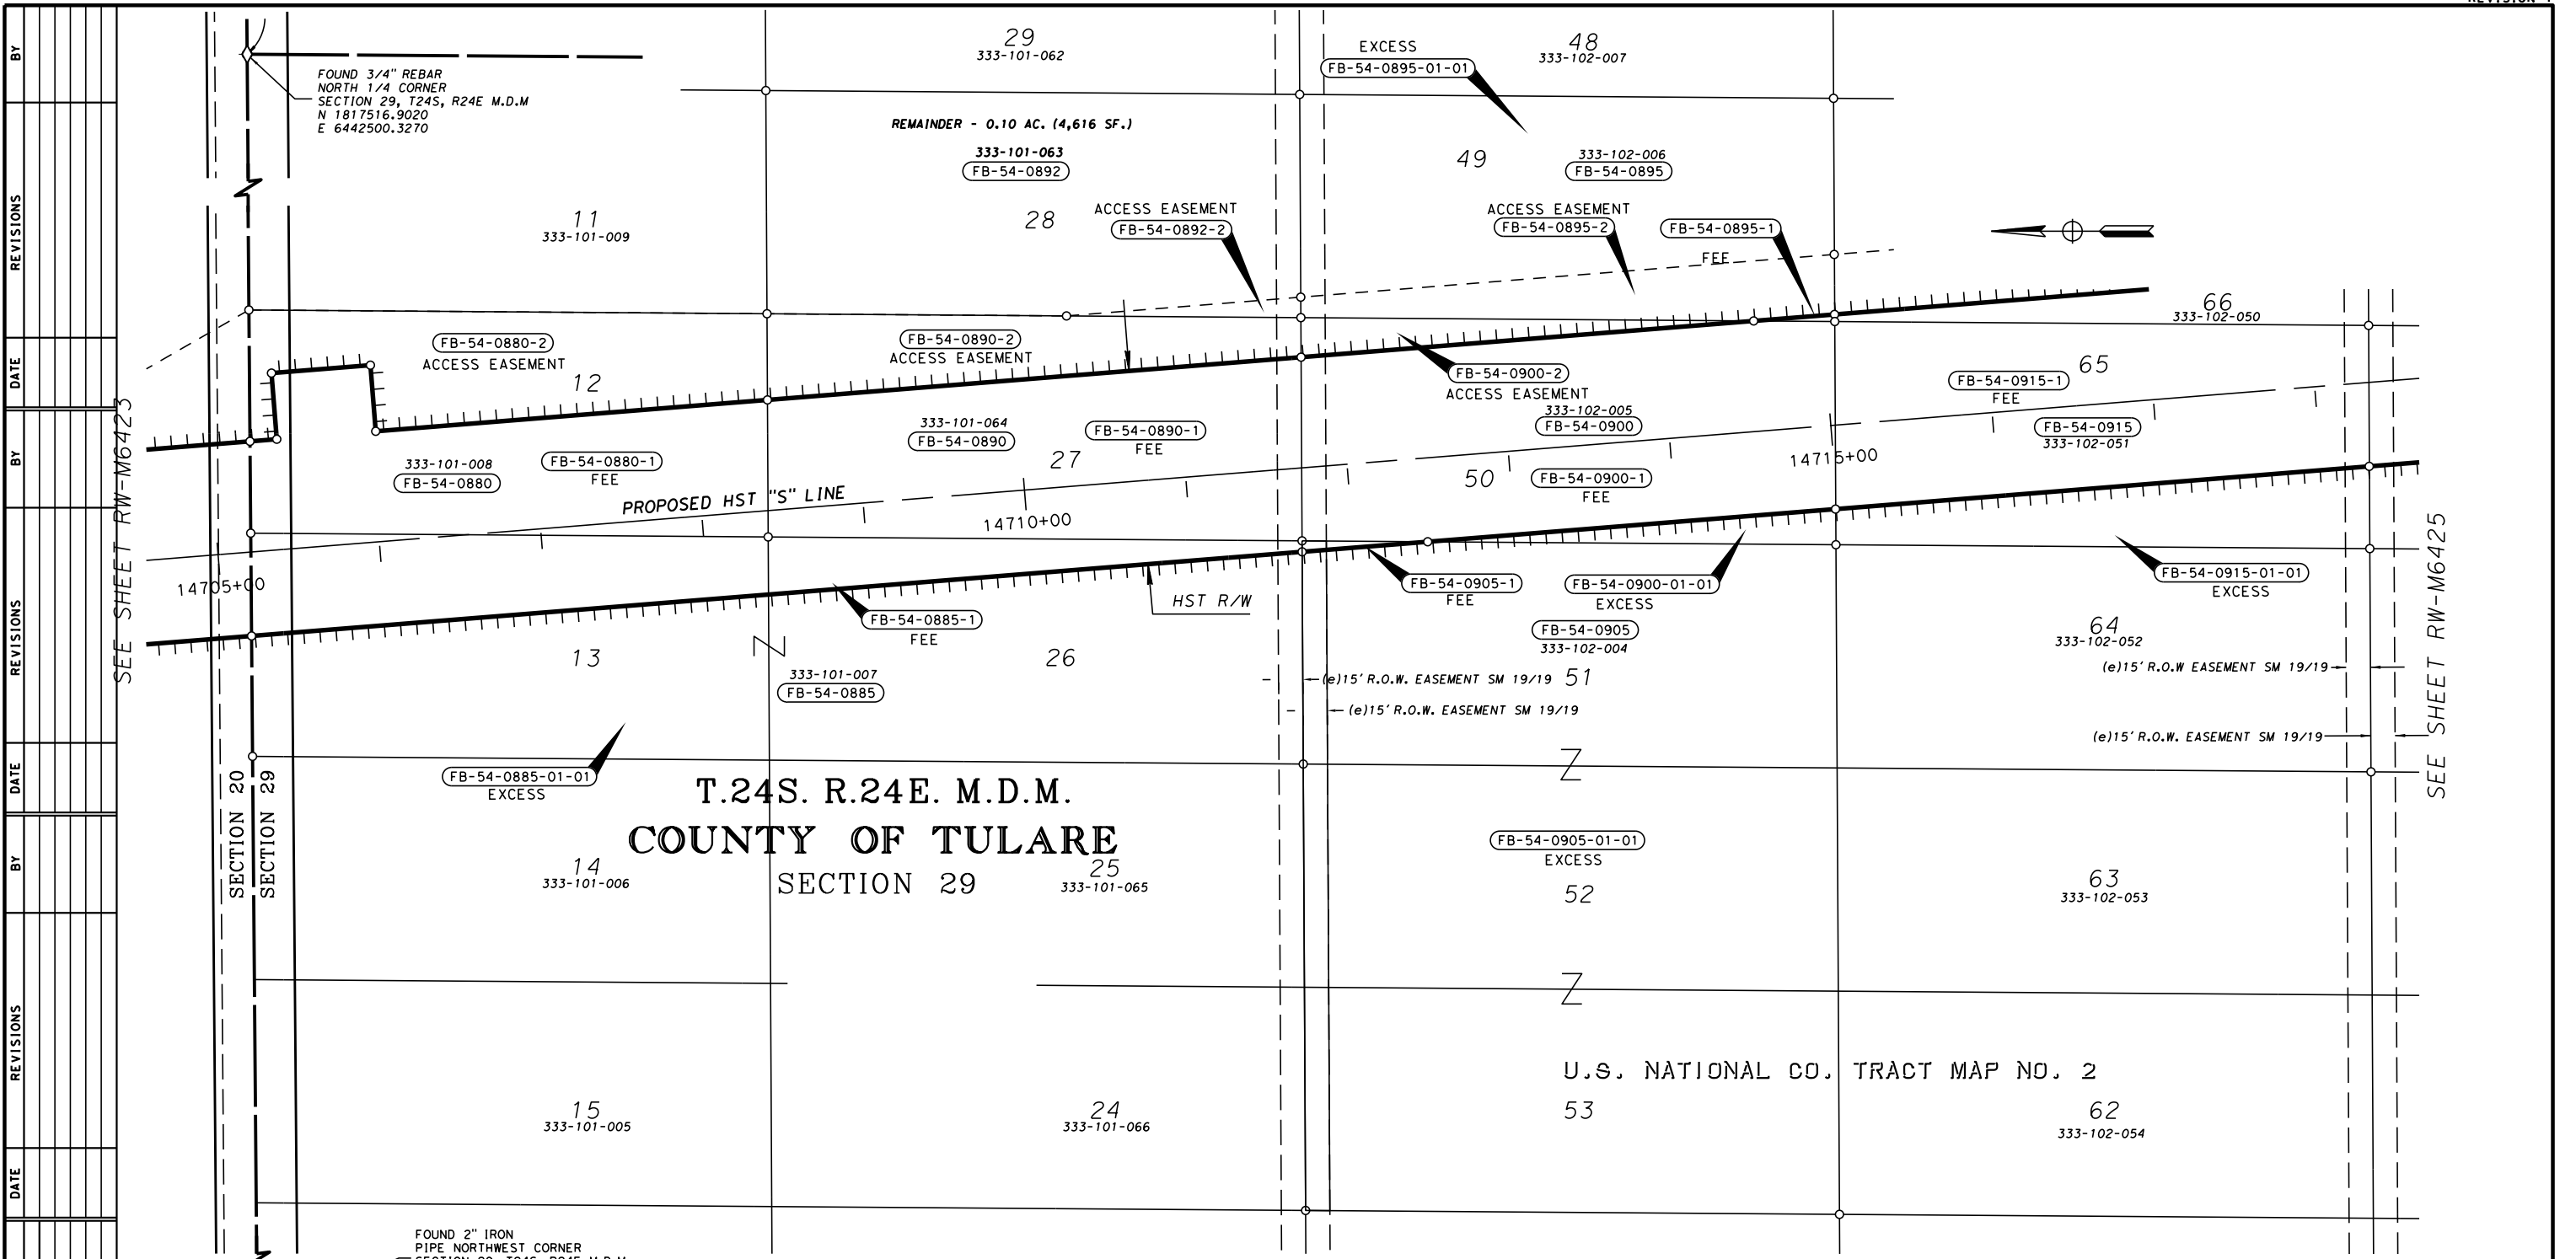 BY
REVISIONS
DATE
BY
REVISIONS
DATE
BY
REVISIONS
DATE
SEE SHEET RW-M6423
FOUND 3/4" REBAR
NORTH 1/4 CORNER
SECTION 29, T24S, R24E M.D.M
N 1817516.9020
E 6442500.3270
29
333-101-062
EXCESS
FB-54-0895-01-01
48
333-102-007
REMAINDER - 0.10 AC. (4,616 SF.)
333-101-063
FB-54-0892
49
333-102-006
FB-54-0895
11
333-101-009
28
ACCESS EASEMENT
FB-54-0892-2
ACCESS EASEMENT
FB-54-0895-2
FB-54-0895-1
FEE
66
333-102-050
FB-54-0880-2
ACCESS EASEMENT
12
FB-54-0890-2
ACCESS EASEMENT
FB-54-0900-2
ACCESS EASEMENT
333-102-005
FB-54-0900
65
FB-54-0915-1
FEE
FB-54-0915
333-102-051
333-101-008
FB-54-0880
FB-54-0880-1
FEE
333-101-064
FB-54-0890
FB-54-0890-1
FEE
27
50
FB-54-0900-1
FEE
14715+00
PROPOSED HST "S" LINE
14710+00
14705+00
FB-54-0885-1
FEE
HST R/W
FB-54-0905-1
FEE
FB-54-0900-01-01
EXCESS
FB-54-0915-01-01
EXCESS
FB-54-0905
333-102-004
64
333-102-052
13
Z
26
333-101-007
FB-54-0885
(e)15' R.O.W. EASEMENT SM 19/19
51
(e)15' R.O.W. EASEMENT SM 19/19
(e)15' R.O.W EASEMENT SM 19/19
(e)15' R.O.W. EASEMENT SM 19/19
SEE SHEET RW-M6425
FB-54-0885-01-01
EXCESS
SECTION 20
SECTION 29
T.24S. R.24E. M.D.M.
COUNTY OF TULARE
SECTION 29
Z
14
333-101-006
25
333-101-065
FB-54-0905-01-01
EXCESS
52
63
333-102-053
Z
U.S. NATIONAL CO. TRACT MAP NO. 2
15
333-101-005
24
333-101-066
53
62
333-102-054
FOUND 2" IRON
PIPE NORTHWEST CORNER